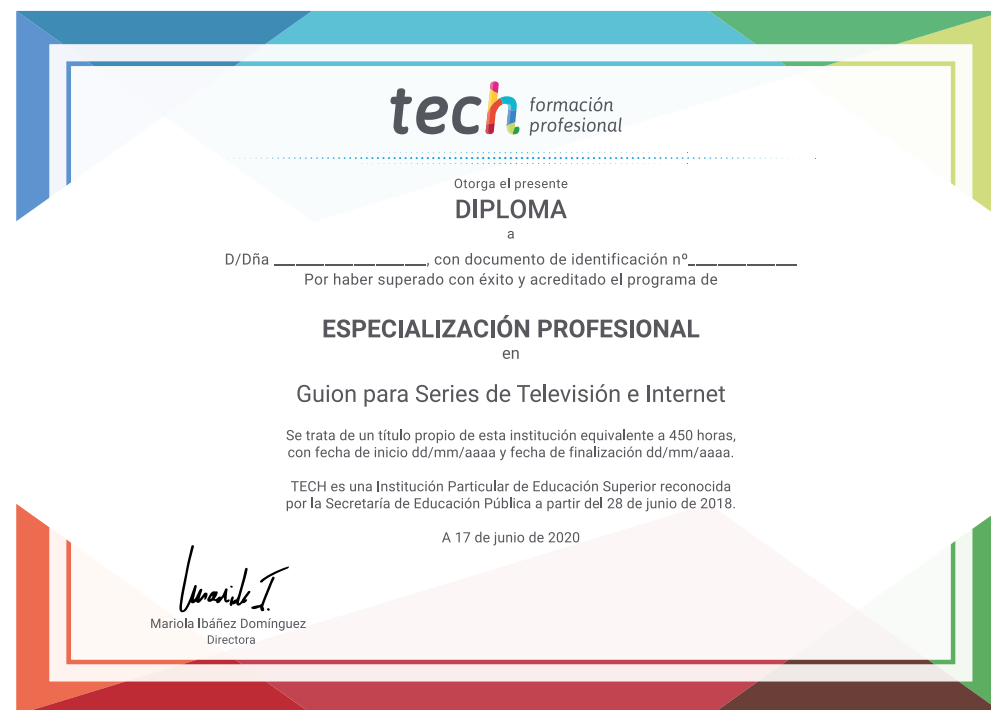 tech formación
profesional
Otorga el presente
DIPLOMA
a
D/Dña ______________, con documento de identificación nº__________
Por haber superado con éxito y acreditado el programa de
ESPECIALIZACIÓN PROFESIONAL
en
Guion para Series de Televisión e Internet
Se trata de un título propio de esta institución equivalente a 450 horas,
con fecha de inicio dd/mm/aaaa y fecha de finalización dd/mm/aaaa.
TECH es una Institución Particular de Educación Superior reconocida
por la Secretaría de Educación Pública a partir del 28 de junio de 2018.
A 17 de junio de 2020
Mariola Ibáñez Domínguez
Directora